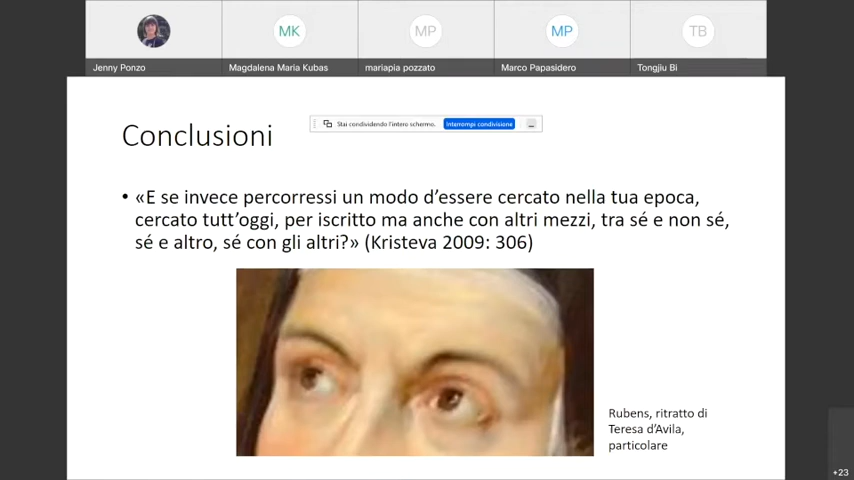 MK
MP
MP
TB
Jenny Ponzo
Magdalena Maria Kubas
mariapia pozzato
Marco Papasidero
Tongjiu Bi
Stai condividendo l'intero schermo.
Interrompi condivisione
Conclusioni
• «E se invece percorressi un modo d'essere cercato nella tua epoca,
cercato tutt'oggi, per iscritto ma anche con altri mezzi, tra sé e non sé,
sé e altro, sé con gli altri?» (Kristeva 2009: 306)
Rubens, ritratto di
Teresa d'Avila,
particolare
+23